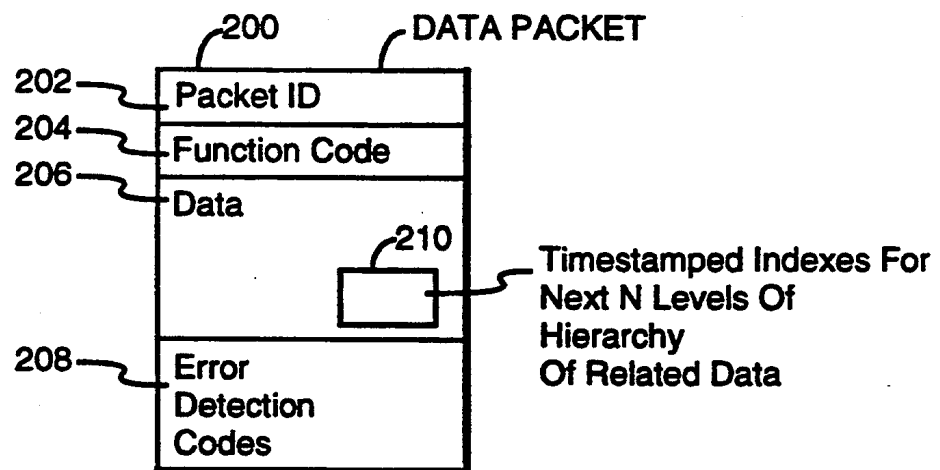 200
DATA PACKET
202
Packet ID
204
Function Code
206
Data
210
Timestamped Indexes For
Next N Levels Of
Hierarchy
Of Related Data
208
Error
Detection
Codes